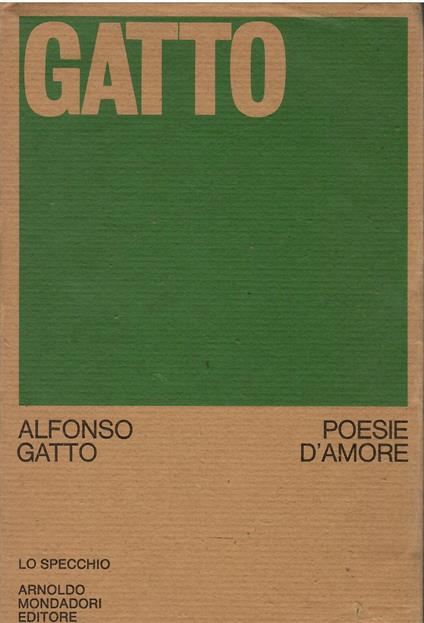 GATTO
ALFONSO
GATTO
POESIE
D'AMORE
LO SPECCHIO
ARNOLDO
MONDADORI
EDITORE